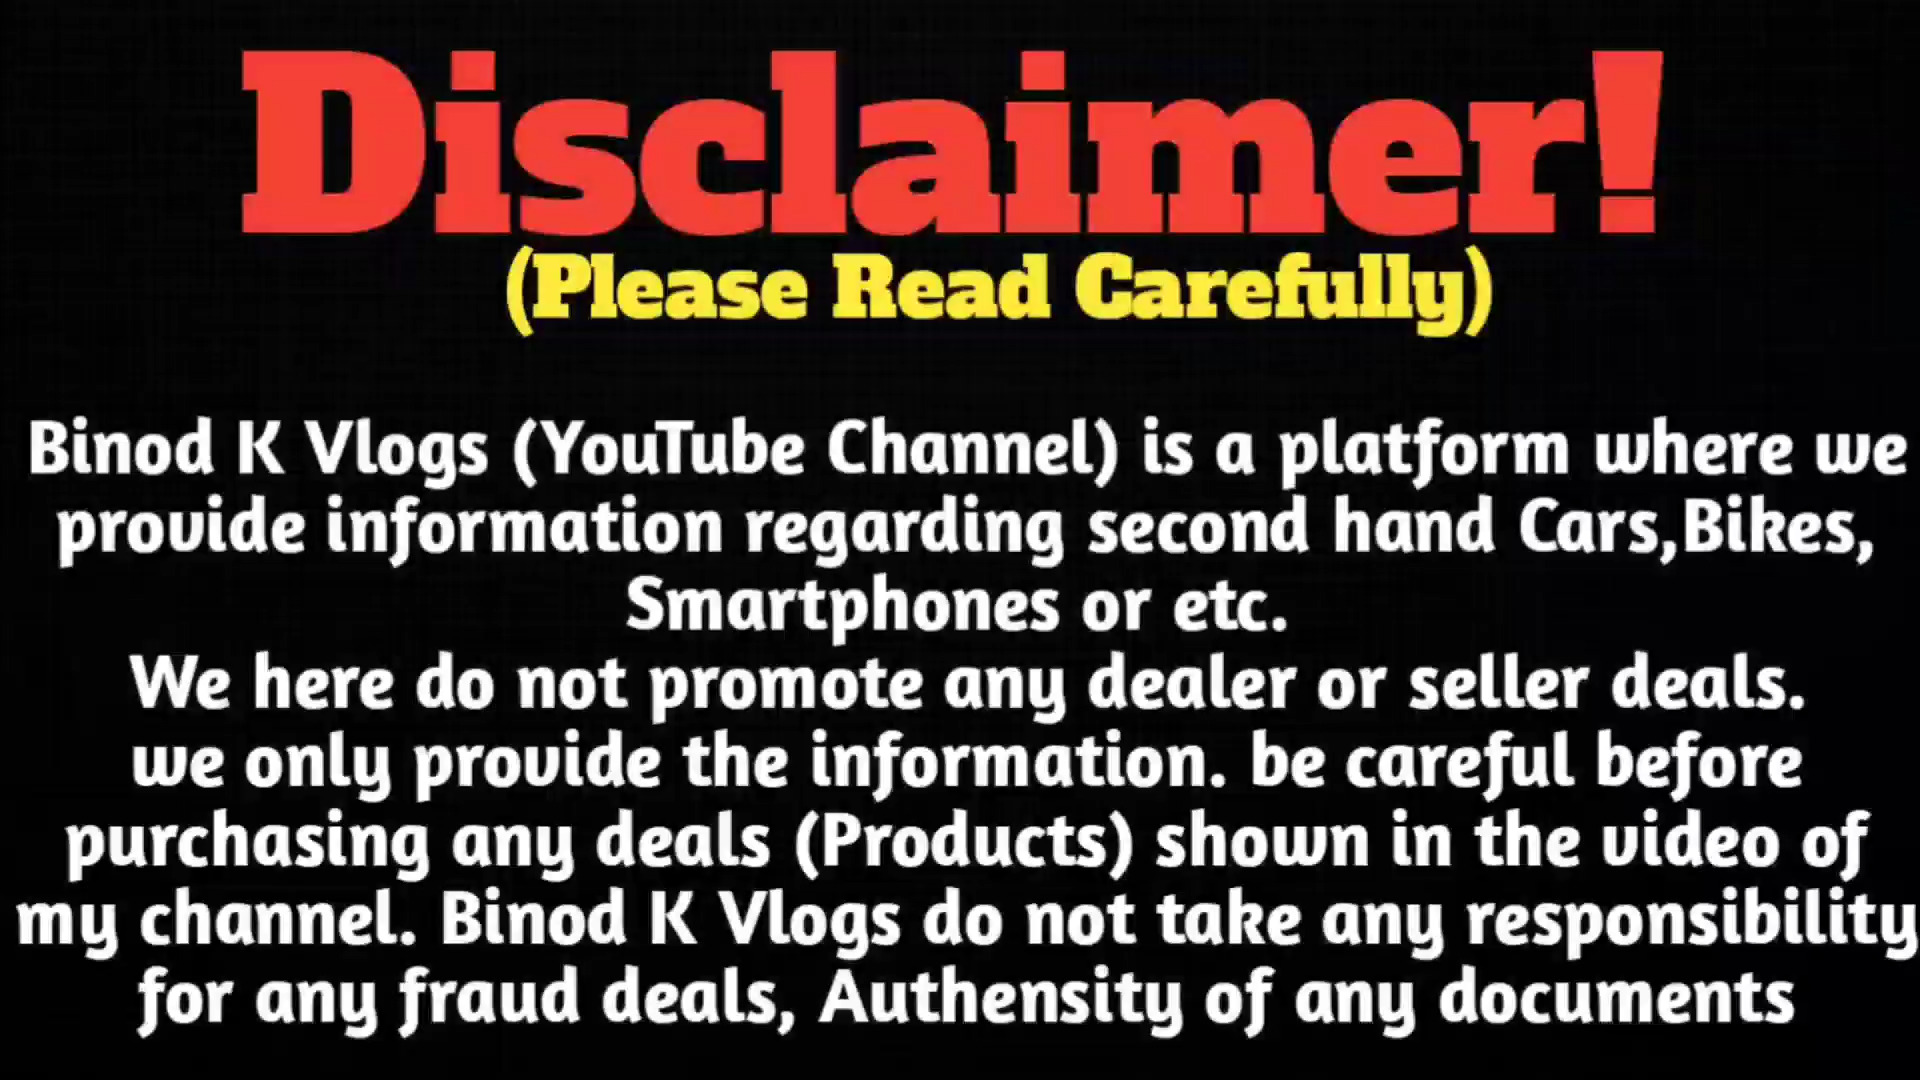 Disclaimer!
(Please Read Carefully)
Binod K Vlogs (YouTube Channel) is a platform where we
provide information regarding second hand Cars,Bikes,
Smartphones or etc.
We here do not promote any dealer or seller deals.
we only provide the information. be careful before
purchasing any deals (Products) shown in the video of
my channel. Binod K Vlogs do not take any responsibility
for any fraud deals, Authensity of any documents